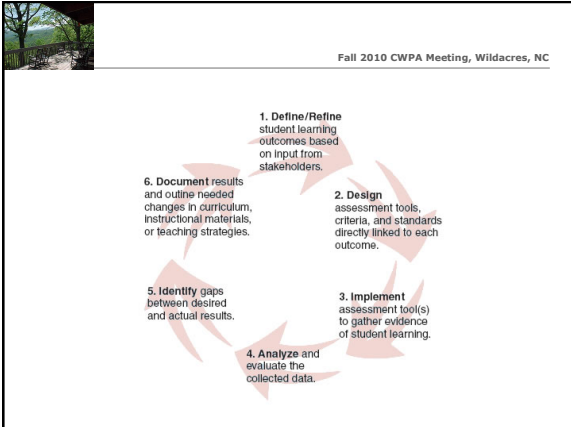 Fall 2010 CWPA Meeting, Wildacres, NC
1. Define/Refine
student learning
outcomes based
on input from
stakeholders.
2. Design
assessment tools,
criteria, and standards
directly linked to each
outcome.
3. Implement
assessment tool(s)
to gather evidence
of student learning.
4. Analyze and
evaluate the
collected data.
5. Identify gaps
between desired
and actual results.
6. Document results
and outine needed
changes in curriculum,
instructional materials,
or teaching strategies.